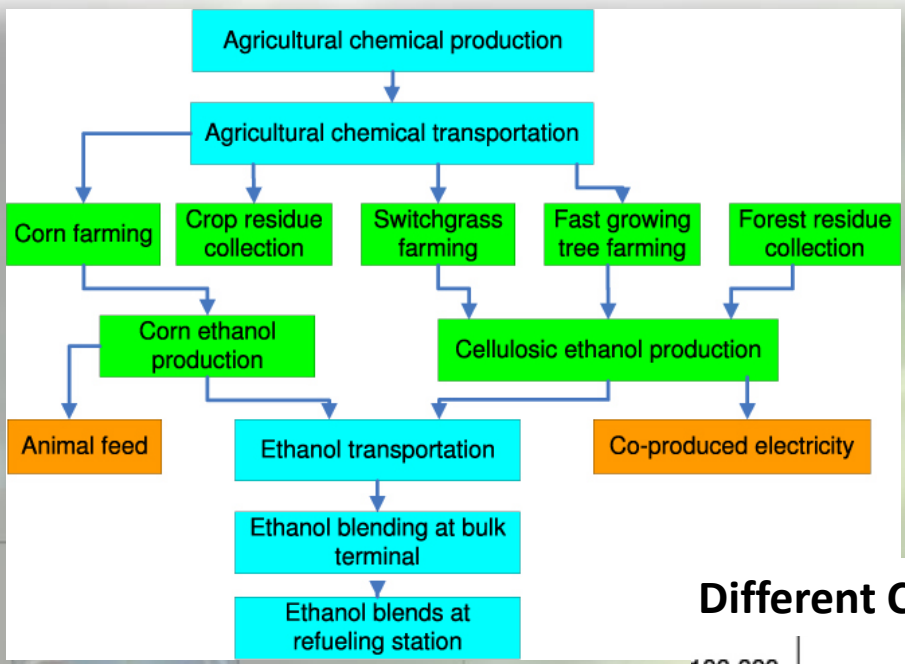 Agricultural chemical production
Agricultural chemical transportation
Corn farming
Crop residue
collection
Switchgrass
farming
Fast growing
tree farming
Forest residue
collection
Corn ethanol
production
Cellulosic ethanol production
Animal feed
Ethanol transportation
Co-produced electricity
Ethanol blending at bulk
terminal
Ethanol blends at
refueling station
Different